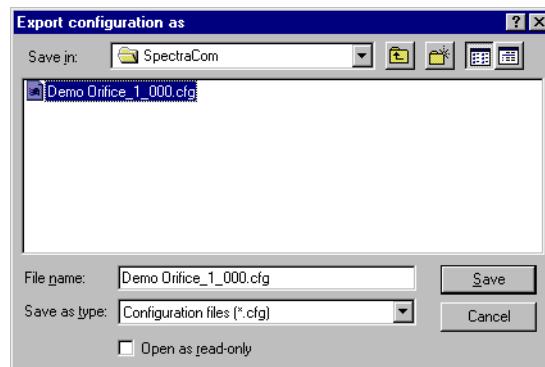 Export configuration as
Save in: SpectraCom
Demo Orifice_1_000.cfg
File name: Demo Orifice_1_000.cfg Save
Save as type: Configuration files (*.cfg) Cancel
Open as read-only